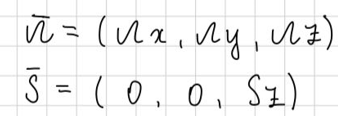 n̄ = (nx, ny, nz)
S̄ = (0, 0, Sz)